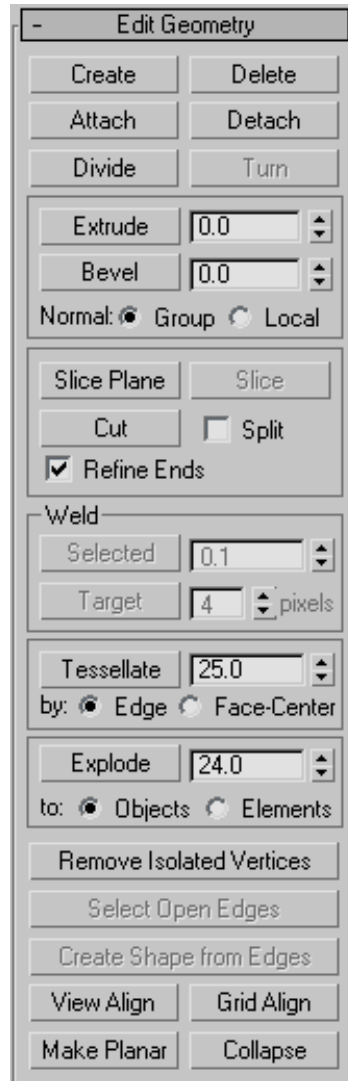 - Edit Geometry
Create Delete
Attach Detach
Divide Turn
Extrude 0.0
Bevel 0.0
Normal: Group Local
Slice Plane Slice
Cut Split
Refine Ends
Weld
Selected 0.1
Target 4 pixels
Tessellate 25.0
by: Edge Face-Center
Explode 24.0
to: Objects Elements
Remove Isolated Vertices
Select Open Edges
Create Shape from Edges
View Align Grid Align
Make Planar Collapse